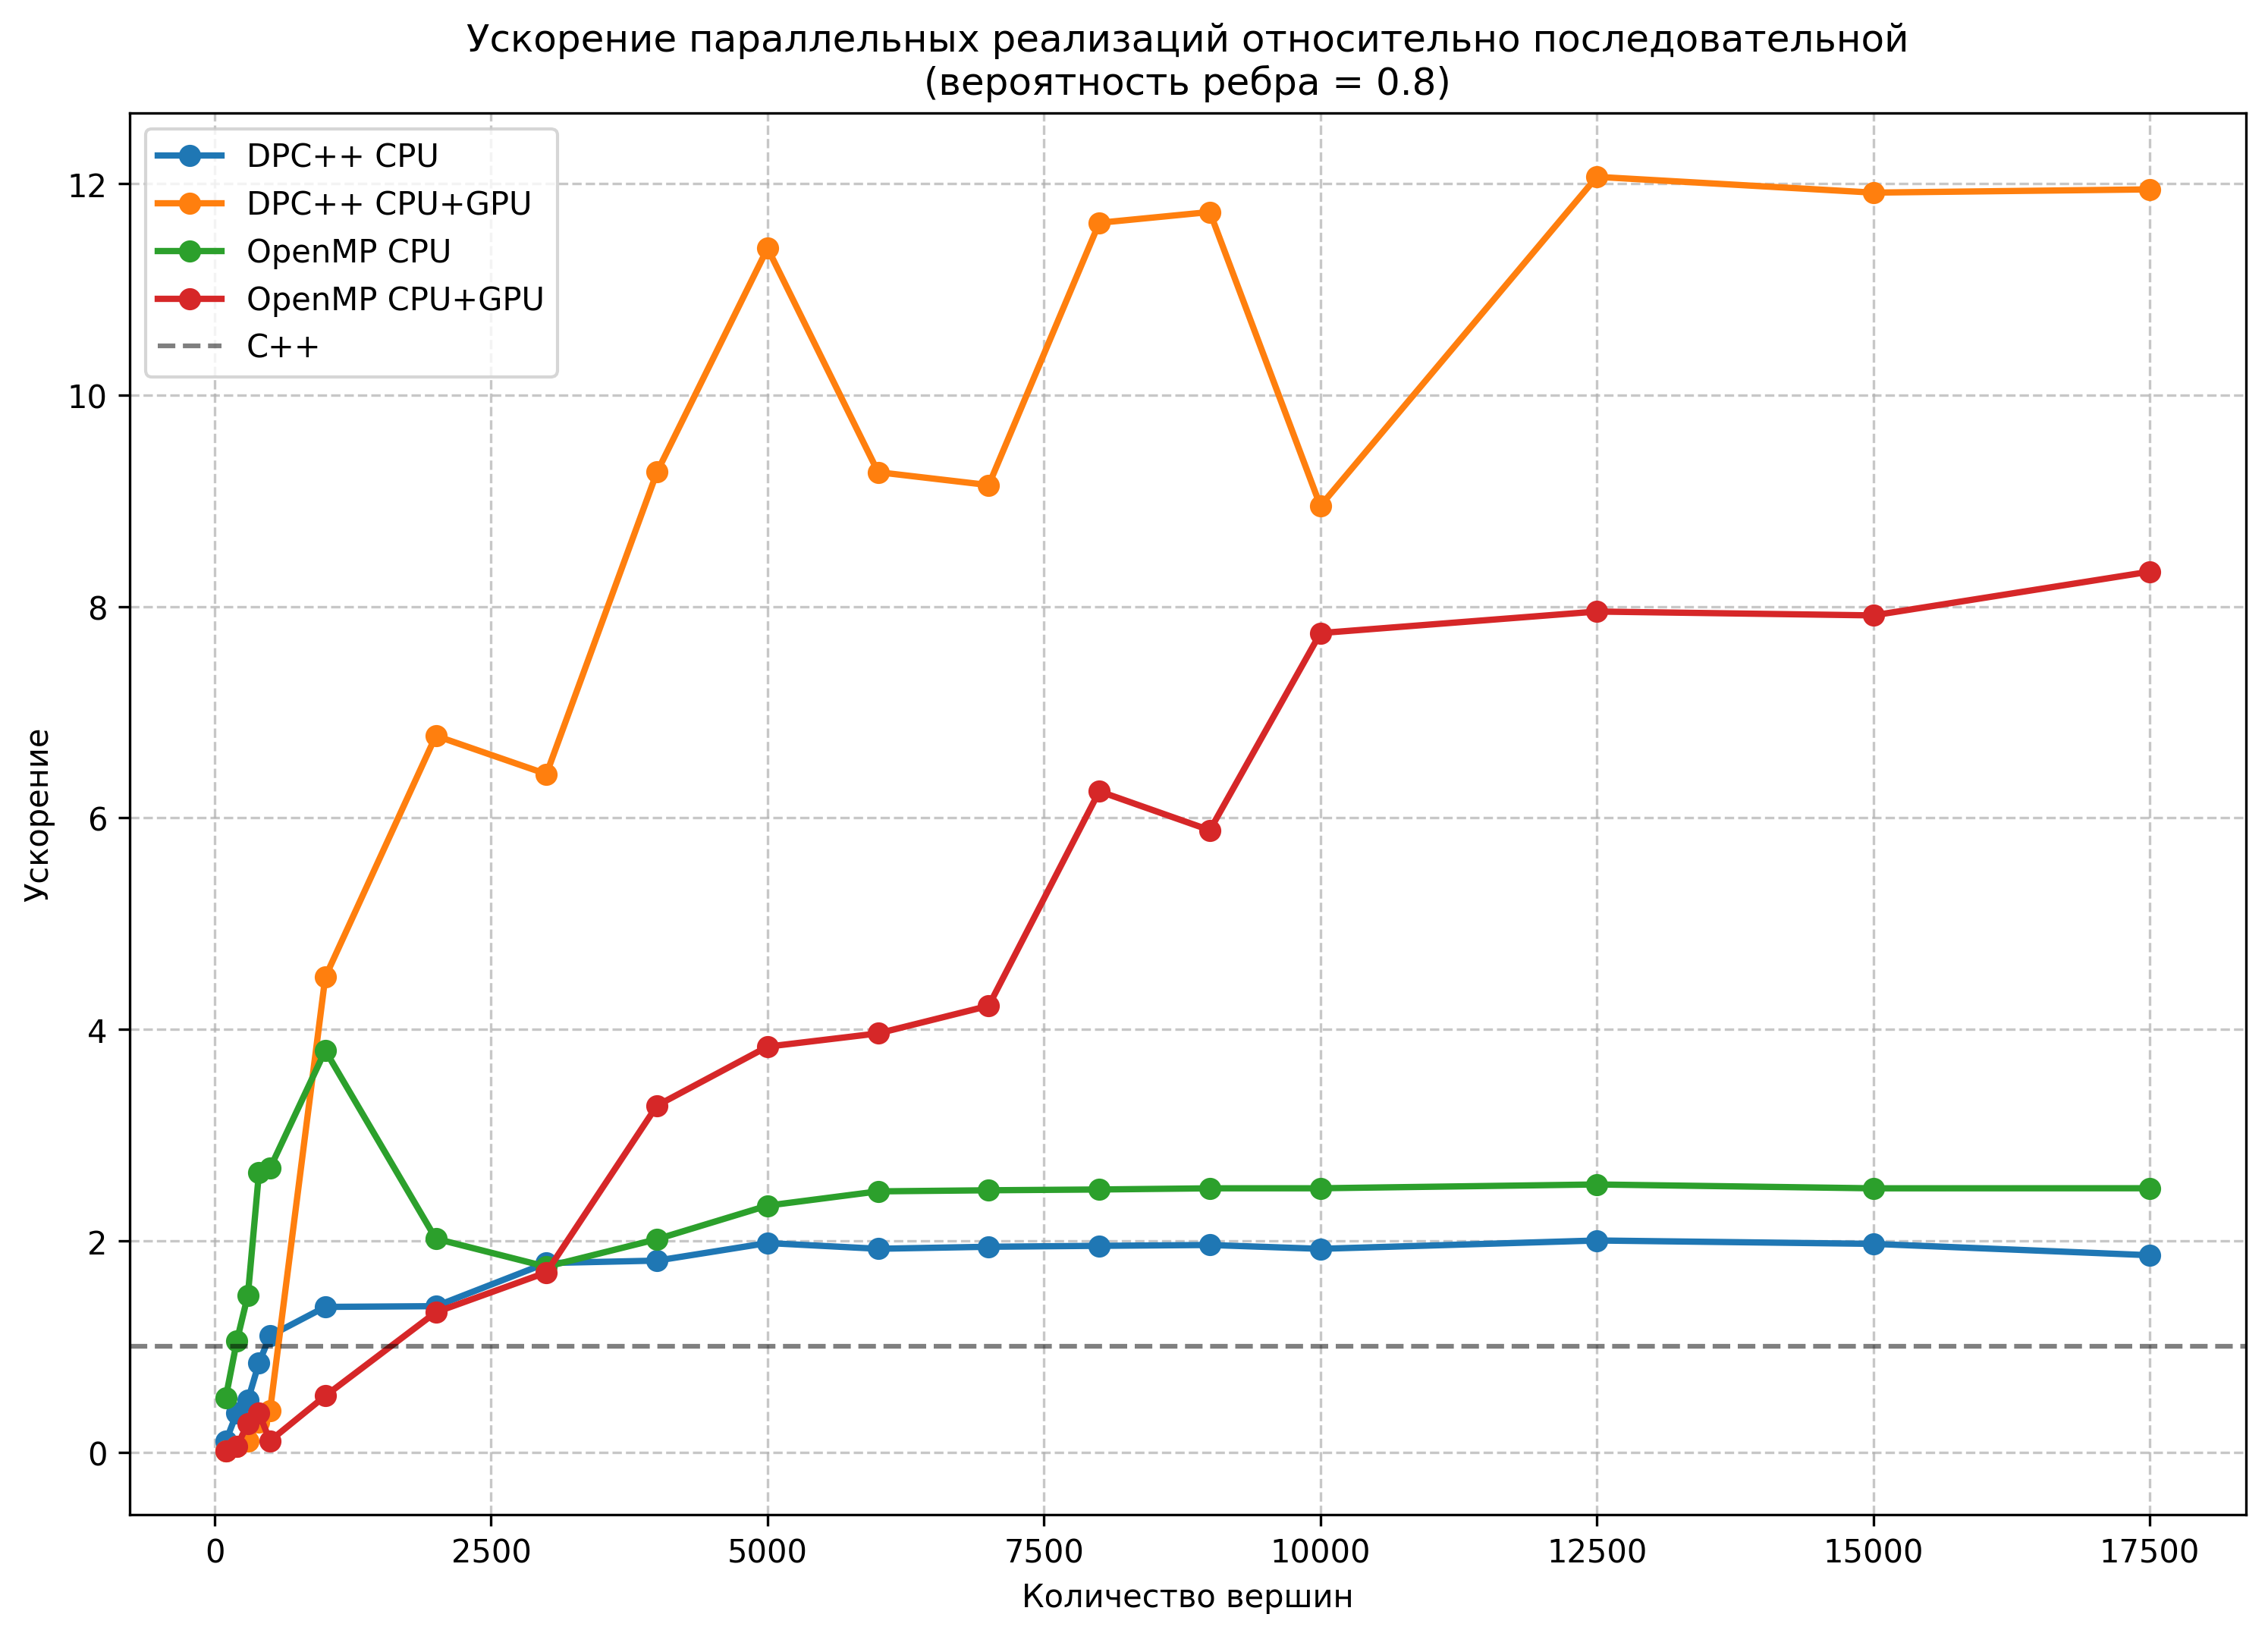 Ускорение параллельных реализаций относительно последовательной
(вероятность ребра = 0.8)
DPC++ CPU
DPC++ CPU+GPU
OpenMP CPU
OpenMP CPU+GPU
C++
Ускорение
12
10
8
6
4
2
0
0 2500 5000 7500 10000 12500 15000 17500
Количество вершин